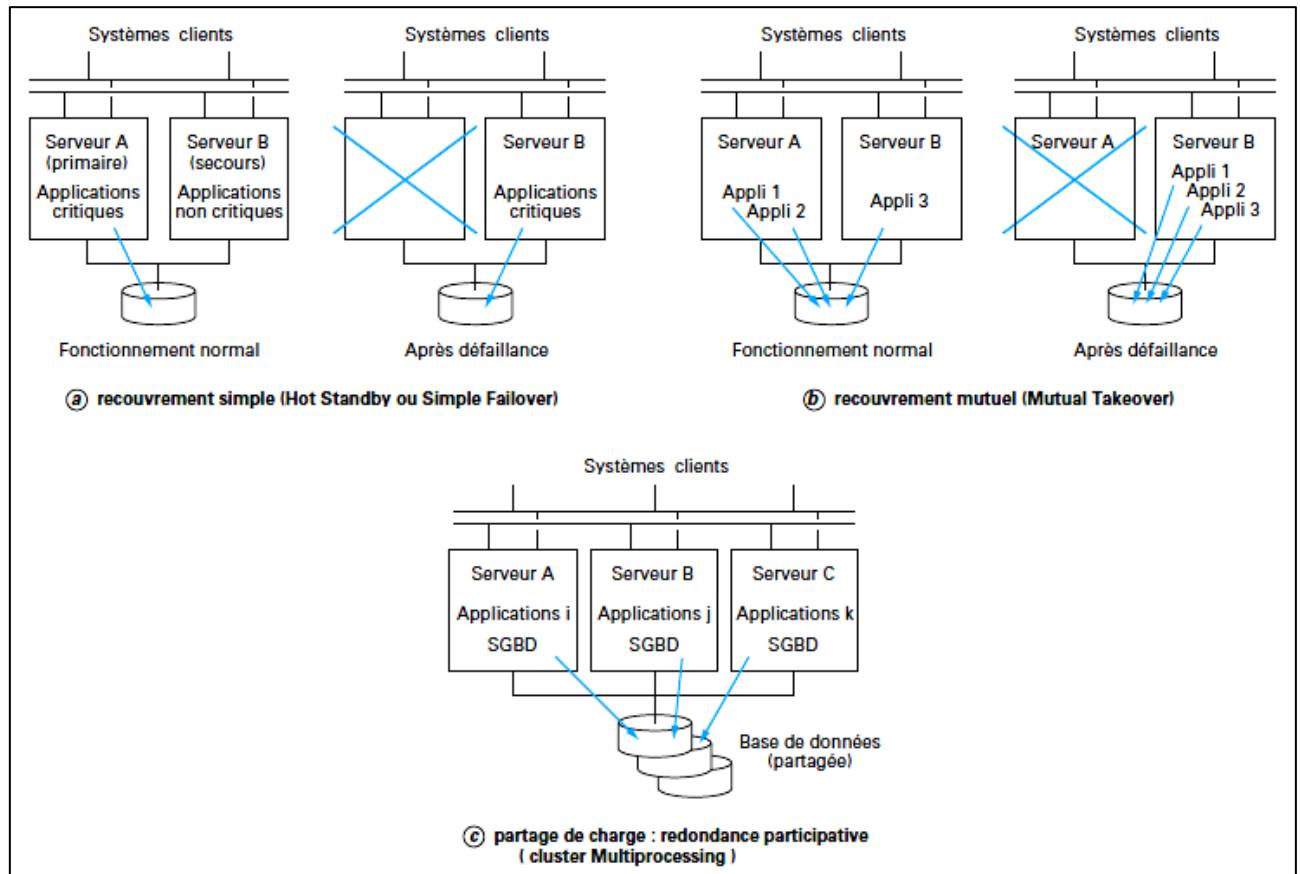 Systèmes clients
Serveur A
(primaire)
Applications
critiques
Serveur B
(secours)
Applications
non critiques
Fonctionnement normal
Systèmes clients
Serveur B
Applications
critiques
Après défaillance
a recouvrement simple (Hot Standby ou Simple Failover)
Systèmes clients
Serveur A
Appli 1
Appli 2
Serveur B
Appli 3
Fonctionnement normal
Systèmes clients
Serveur A
Serveur B
Appli 1
Appli 2
Appli 3
Après défaillance
b recouvrement mutuel (Mutual Takeover)
Systèmes clients
Serveur A
Applications i
SGBD
Serveur B
Applications j
SGBD
Serveur C
Applications k
SGBD
Base de données
(partagée)
c partage de charge : redondance participative
( cluster Multiprocessing )